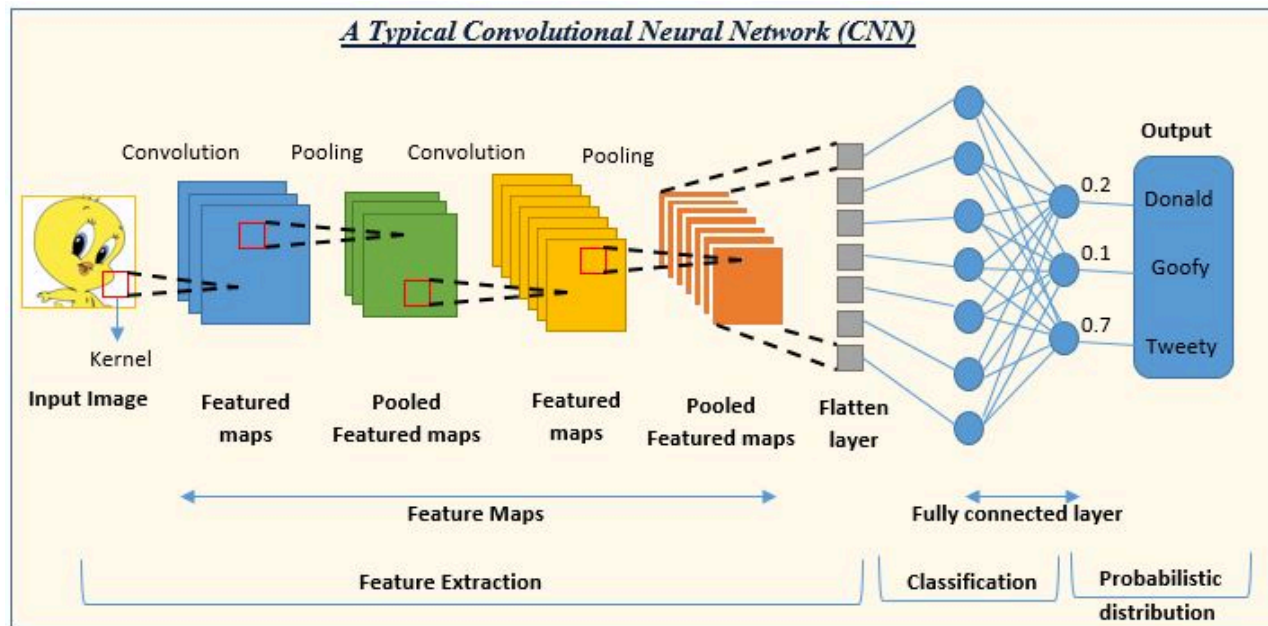 A Typical Convolutional Neural Network (CNN)
Convolution
Pooling
Convolution
Pooling
Output
0.2
Donald
0.1
Goofy
0.7
Tweety
Kernel
Input Image
Featured
maps
Pooled
Featured maps
Featured
maps
Pooled
Featured maps
Flatten
layer
Feature Maps
Fully connected layer
Feature Extraction
Classification
Probabilistic
distribution